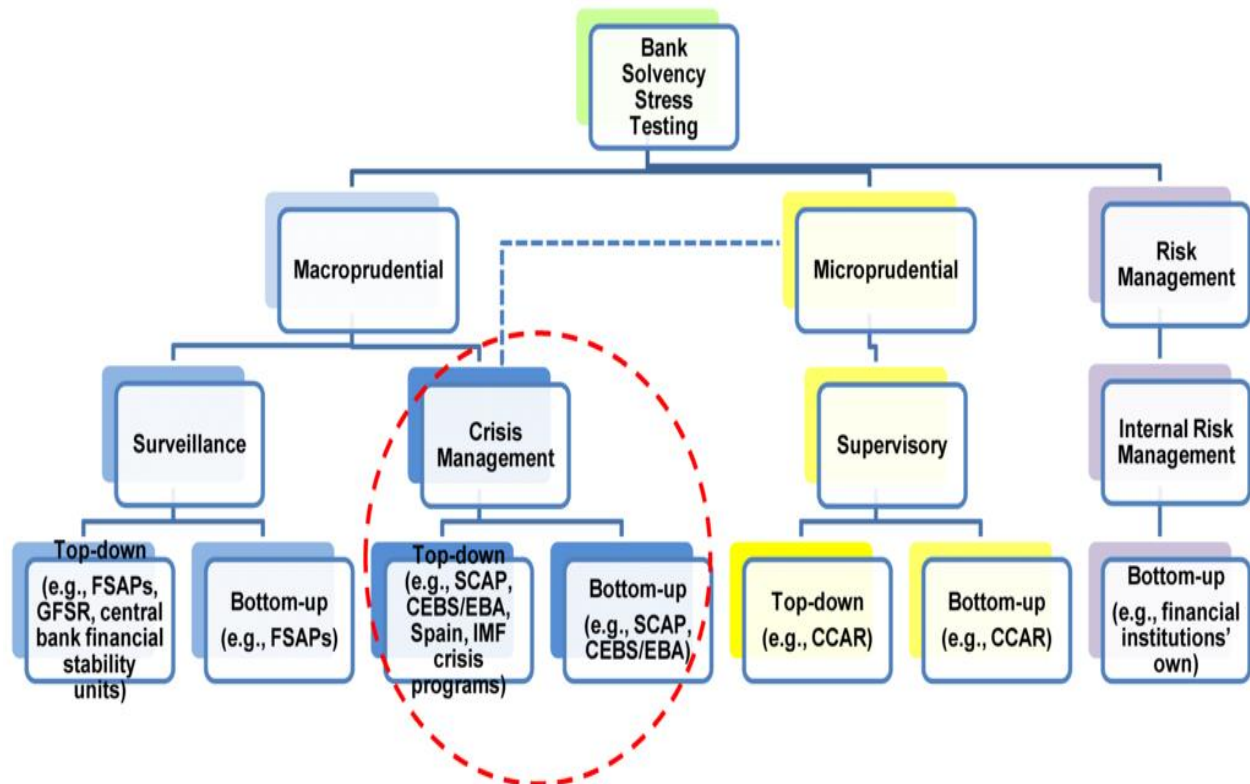 Bank
Solvency
Stress
Testing
Macroprudential
Microprudential
Risk
Management
Surveillance
Crisis
Management
Supervisory
Internal Risk
Management
Top-down
(e.g., FSAPs,
GFSR, central
bank financial
stability
units)
Bottom-up
(e.g., FSAPs)
Top-down
(e.g., SCAP,
CEBS/EBA,
Spain, IMF
crisis
programs)
Bottom-up
(e.g., SCAP,
CEBS/EBA)
Top-down
(e.g., CCAR)
Bottom-up
(e.g., CCAR)
Bottom-up
(e.g., financial
institutions’
own)